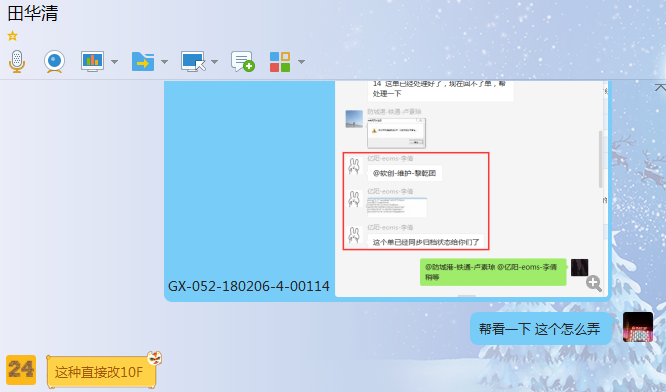 田华清
14 这单已经处理好了，现在回不了单，帮
处理一下
防城港-铁通-卢素琼
亿阳-eoms-李倩
@软创-维护-黎乾团
亿阳-eoms-李倩
亿阳-eoms-李倩
这个单已经同步归档状态给你们了
@防城港-铁通-卢素琼 @亿阳-eoms-李倩
稍等
GX-052-180206-4-00114
帮看一下 这个怎么弄
24
这种直接改10F